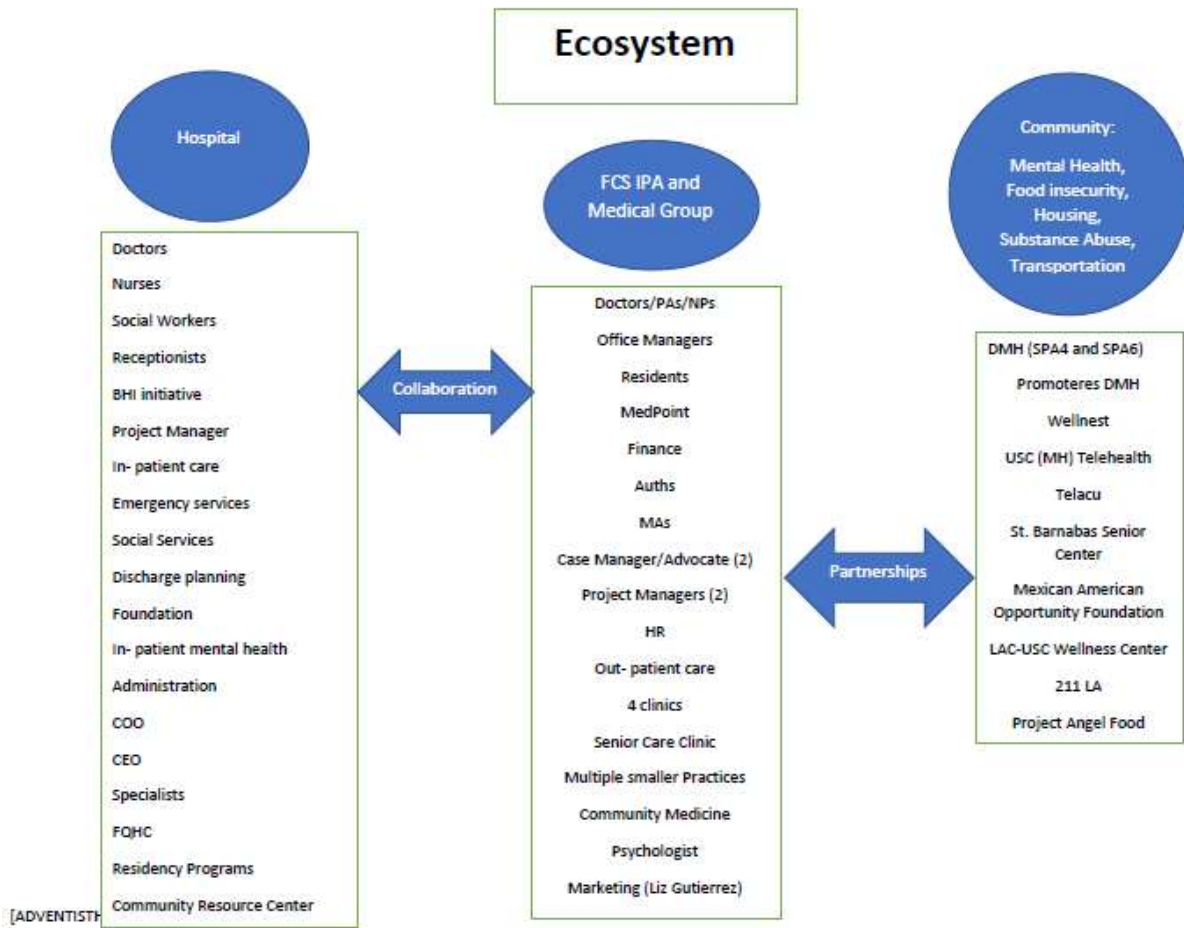 Ecosystem
Hospital
Doctors
Nurses
Social Workers
Receptionists
BHI initiative
Project Manager
In- patient care
Emergency services
Social Services
Discharge planning
Foundation
In- patient mental health
Administration
COO
CEO
Specialists
FQHC
Residency Programs
Community Resource Center
[ADVENTISTH
Collaboration
FCS IPA and
Medical Group
Doctors/PAs/NPs
Office Managers
Residents
MedPoint
Finance
Auths
MAs
Case Manager/Advocate (2)
Project Managers (2)
HR
Out- patient care
4 clinics
Senior Care Clinic
Multiple smaller Practices
Community Medicine
Psychologist
Marketing (Liz Gutierrez)
Partnerships
Community:
Mental Health,
Food insecurity,
Housing,
Substance Abuse,
Transportation
DMH (SPA4 and SPA6)
Promoteres DMH
Wellnest
USC (MH) Telehealth
Telacu
St. Barnabas Senior
Center
Mexican American
Opportunity Foundation
LAC-USC Wellness Center
211 LA
Project Angel Food